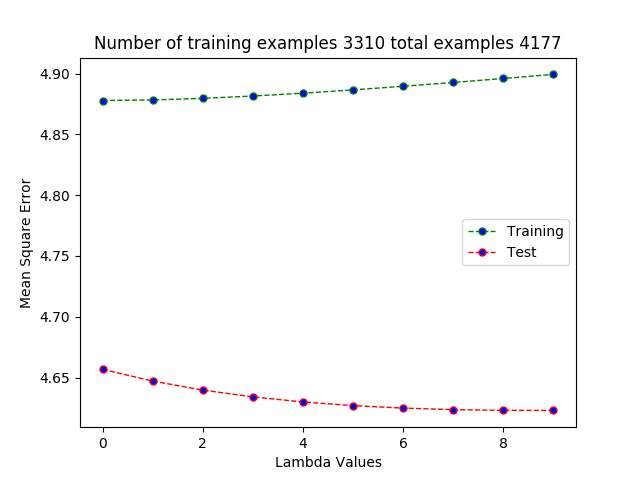 Number of training examples 3310 total examples 4177
4.90
4.85
4.80
4.75
4.70
4.65
Mean Square Error
Training
Test
0 2 4 6 8
Lambda Values